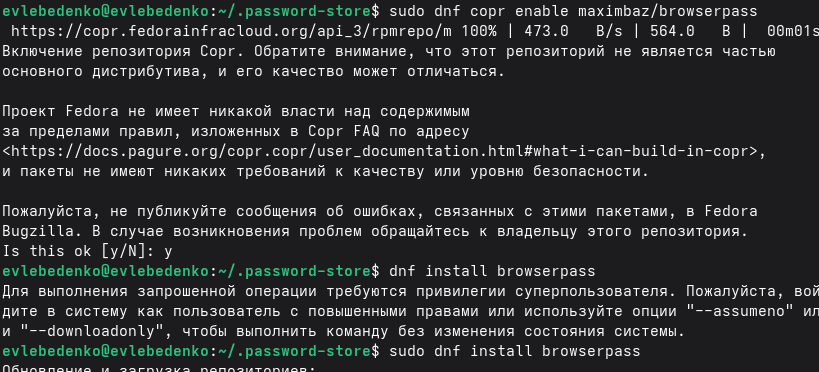 evlebedenko@evlebedenko:~/.password-store$ sudo dnf copr enable maximbaz/browserpass
https://copr.fedorainfracloud.org/api_3/rpmrepo/m 100% | 473.0   B/s | 564.0   B |  00m01s
Включение репозитория Copr. Обратите внимание, что этот репозиторий не является частью
основного дистрибутива, и его качество может отличаться.
Проект Fedora не имеет никакой власти над содержимым
за пределами правил, изложенных в Copr FAQ по адресу
<https://docs.pagure.org/copr.copr/user_documentation.html#what-i-can-build-in-copr>,
и пакеты не имеют никаких требований к качеству или уровню безопасности.
Пожалуйста, не публикуйте сообщения об ошибках, связанных с этими пакетами, в Fedora
Bugzilla. В случае возникновения проблем обращайтесь к владельцу этого репозитория.
Is this ok [y/N]: y
evlebedenko@evlebedenko:~/.password-store$ dnf install browserpass
Для выполнения запрошенной операции требуются привилегии суперпользователя. Пожалуйста, вой
дите в систему как пользователь с повышенными правами или используйте опции "--assumeno" ил
и "--downloadonly", чтобы выполнить команду без изменения состояния системы.
evlebedenko@evlebedenko:~/.password-store$ sudo dnf install browserpass
Обновление и загрузка репозиториев: